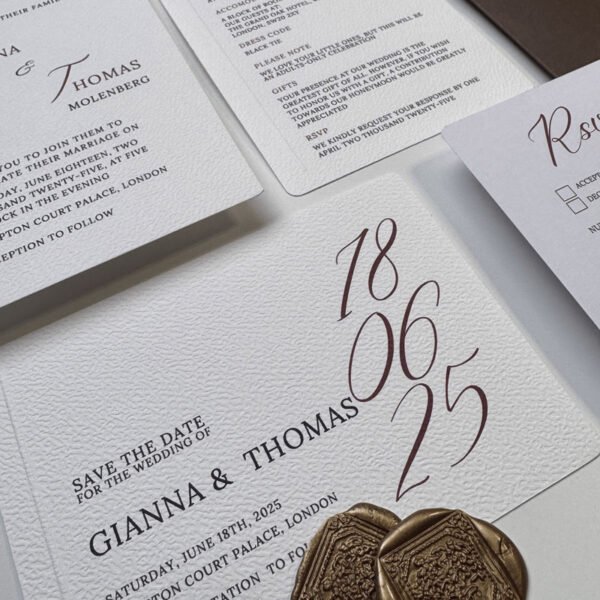 THEIR FAMIL
NNA
& THOMAS
MOLENBERG
YOU TO JOIN THEM TO
ATE THEIR MARRIAGE ON
DAY, JUNE EIGHTEEN, TWO
SAND TWENTY-FIVE, AT FIVE
OCK IN THE EVENING
PTON COURT PALACE, LONDON
CEPTION TO FOLLOW
ACCOMO
A BLOCK OF ROO
OUR GUESTS AT
THE GRAND OAK HOTEL
LONDON, SW20 2XY
DRESS CODE
BLACK TIE
PLEASE NOTE
WE LOVE YOUR LITTLE ONES, BUT THIS WILL BE
AN ADULTS-ONLY CELEBRATION
GIFTS
YOUR PRESENCE AT OUR WEDDING IS THE
GREATEST GIFT OF ALL. HOWEVER, IF YOU WISH
TO HONOUR US WITH A GIFT, A CONTRIBUTION
TOWARDS OUR HONEYMOON WOULD BE GREATLY
APPRECIATED
RSVP
WE KINDLY REQUEST YOUR RESPONSE BY ONE
APRIL TWO THOUSAND TWENTY-FIVE
Rsv
ACCEP
DEC
NU
18
06
25
SAVE THE DATE
FOR THE WEDDING OF
GIANNA & THOMAS
SATURDAY, JUNE 18TH, 2025
PTON COURT PALACE, LONDON
TATION TO FOL